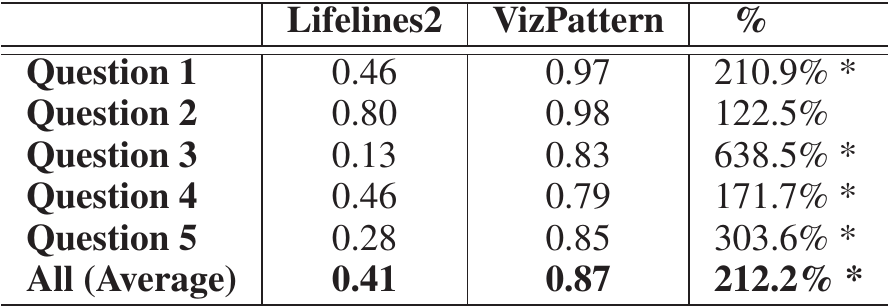 Lifelines2 VizPattern %
Question 1 0.46 0.97 210.9% *
Question 2 0.80 0.98 122.5%
Question 3 0.13 0.83 638.5% *
Question 4 0.46 0.79 171.7% *
Question 5 0.28 0.85 303.6% *
All (Average) 0.41 0.87 212.2% *